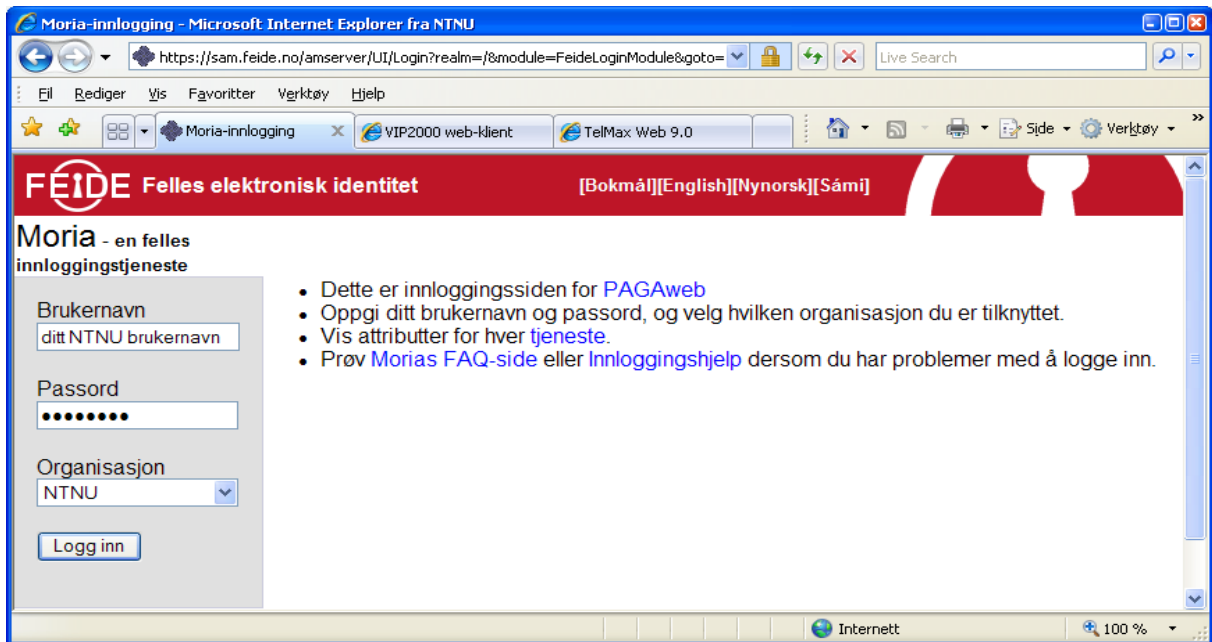 Moria-innlogging - Microsoft Internet Explorer fra NTNU
https://sam.feide.no/amserver/UI/Login?realm=/&module=FeideLoginModule&goto=
Live Search
Fil Rediger Vis Favoritter Verktøy Hjelp
Moria-innlogging
VIP2000 web-klient
TelMax Web 9.0
Side
Verktøy
»
FEIDE Felles elektronisk identitet
[Bokmål][English][Nynorsk][Sámi]
Moria - en felles
innloggingstjeneste
Brukernavn
ditt NTNU brukernavn
Passord
••••••••
Organisasjon
NTNU
Logg inn
• Dette er innloggingssiden for PAGAweb
• Oppgi ditt brukernavn og passord, og velg hvilken organisasjon du er tilknyttet.
• Vis attributter for hver tjeneste.
• Prøv Morias FAQ-side eller Innloggingshjelp dersom du har problemer med å logge inn.
Internett
100 %